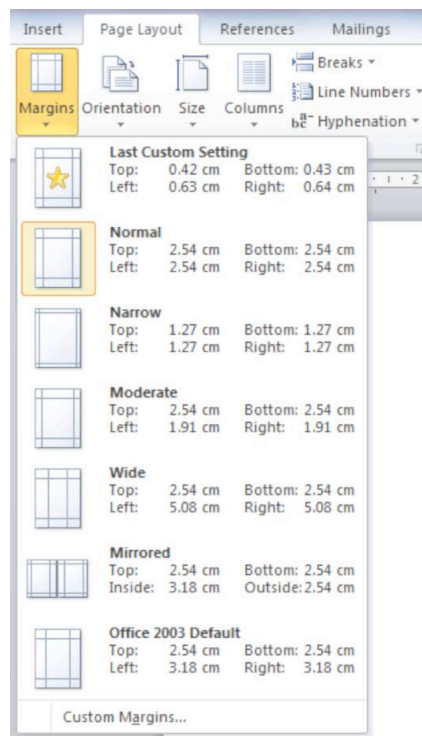 Insert Page Layout References Mailings
Margins Orientation Size Columns
Breaks
Line Numbers
Hyphenation
2
Last Custom Setting
Top: 0.42 cm Bottom: 0.43 cm
Left: 0.63 cm Right: 0.64 cm
Normal
Top: 2.54 cm Bottom: 2.54 cm
Left: 2.54 cm Right: 2.54 cm
Narrow
Top: 1.27 cm Bottom: 1.27 cm
Left: 1.27 cm Right: 1.27 cm
Moderate
Top: 2.54 cm Bottom: 2.54 cm
Left: 1.91 cm Right: 1.91 cm
Wide
Top: 2.54 cm Bottom: 2.54 cm
Left: 5.08 cm Right: 5.08 cm
Mirrored
Top: 2.54 cm Bottom: 2.54 cm
Inside: 3.18 cm Outside: 2.54 cm
Office 2003 Default
Top: 2.54 cm Bottom: 2.54 cm
Left: 3.18 cm Right: 3.18 cm
Custom Margins...